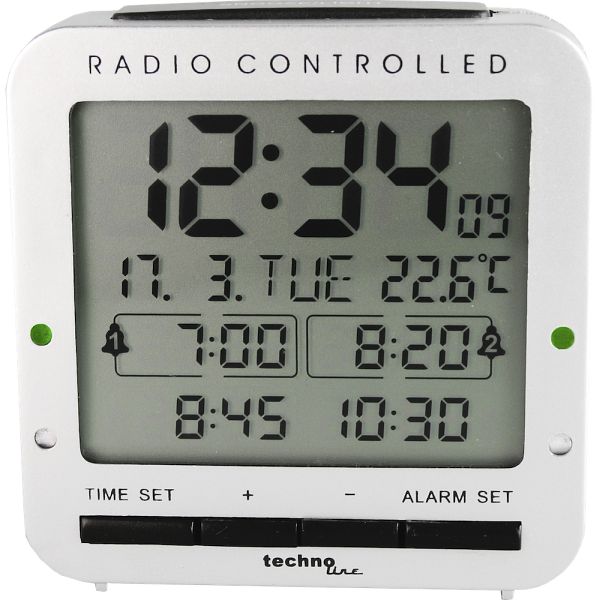 RADIO CONTROLLED
12:34 09
17. 3. TUE 22.6°C
1 7:00 8:20 2
8:45 10:30
TIME SET + - ALARM SET
techno line